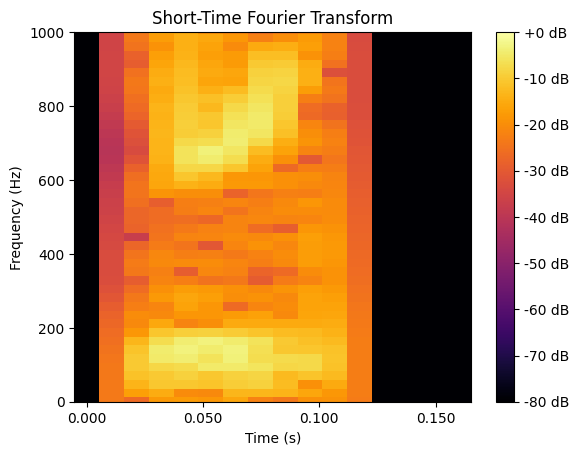 Short-Time Fourier Transform
1000
800
600
400
200
0
Frequency (Hz)
0.000
0.050
0.100
0.150
Time (s)
+0 dB
-10 dB
-20 dB
-30 dB
-40 dB
-50 dB
-60 dB
-70 dB
-80 dB